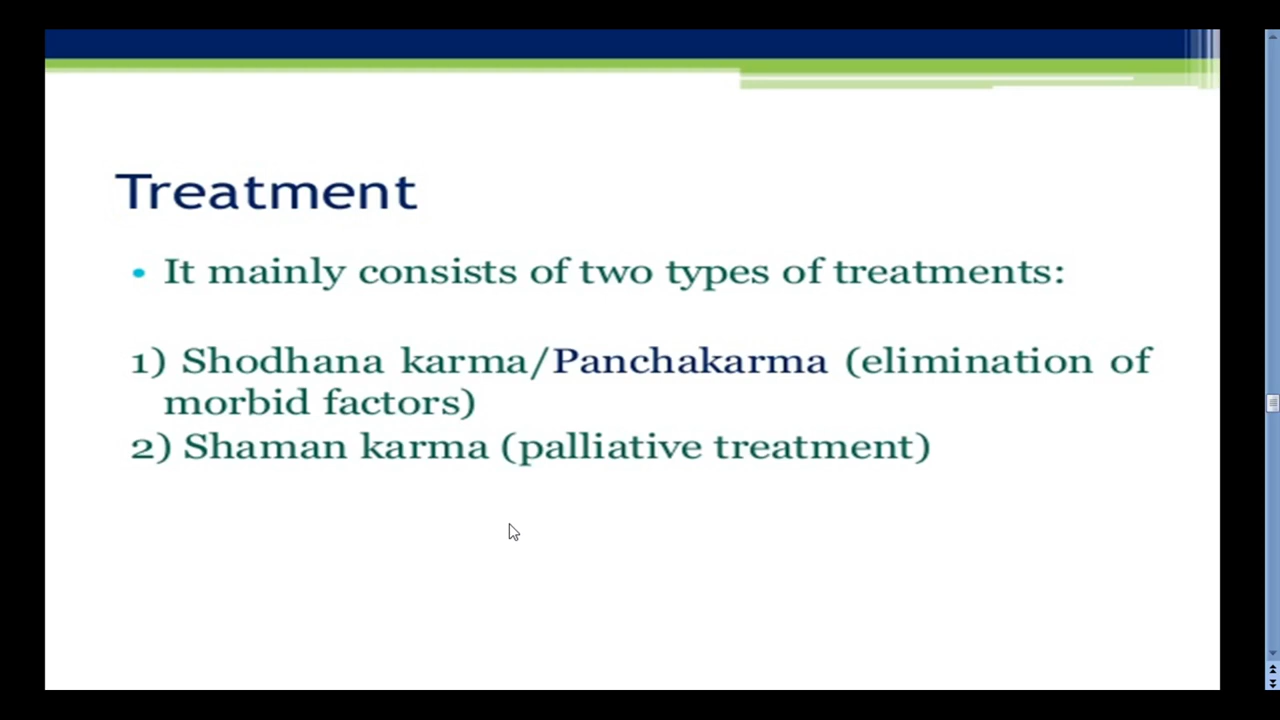 Treatment
• It mainly consists of two types of treatments:
1) Shodhana karma/Panchakarma (elimination of
morbid factors)
2) Shaman karma (palliative treatment)